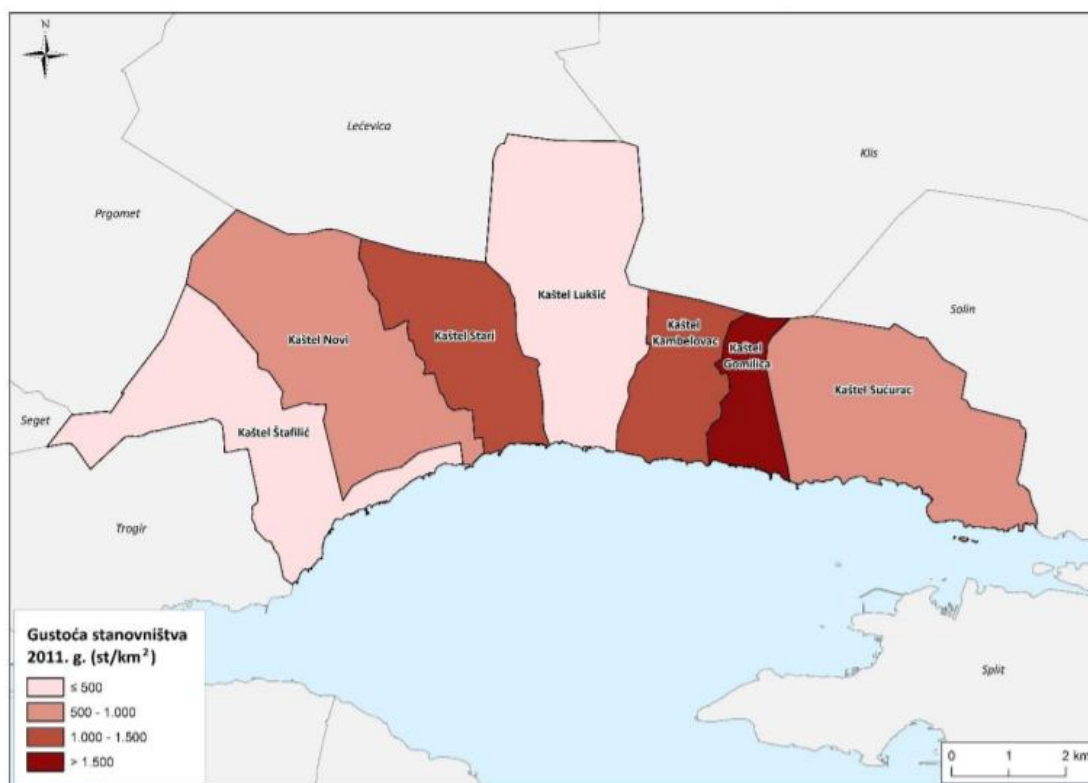 N
Lećevica
Klis
Prgomet
Solin
Kaštel Lukšić
Kaštel Novi
Kaštel Stari
Kaštel
Kambelovac
Kaštel
Gomilica
Kaštel Sućurac
Seget
Kaštel Štafilić
Trogir
Split
Gustoća stanovništva
2011. g. (st/km²)
≤ 500
500 - 1.000
1.000 - 1.500
> 1.500
0 1 2 km